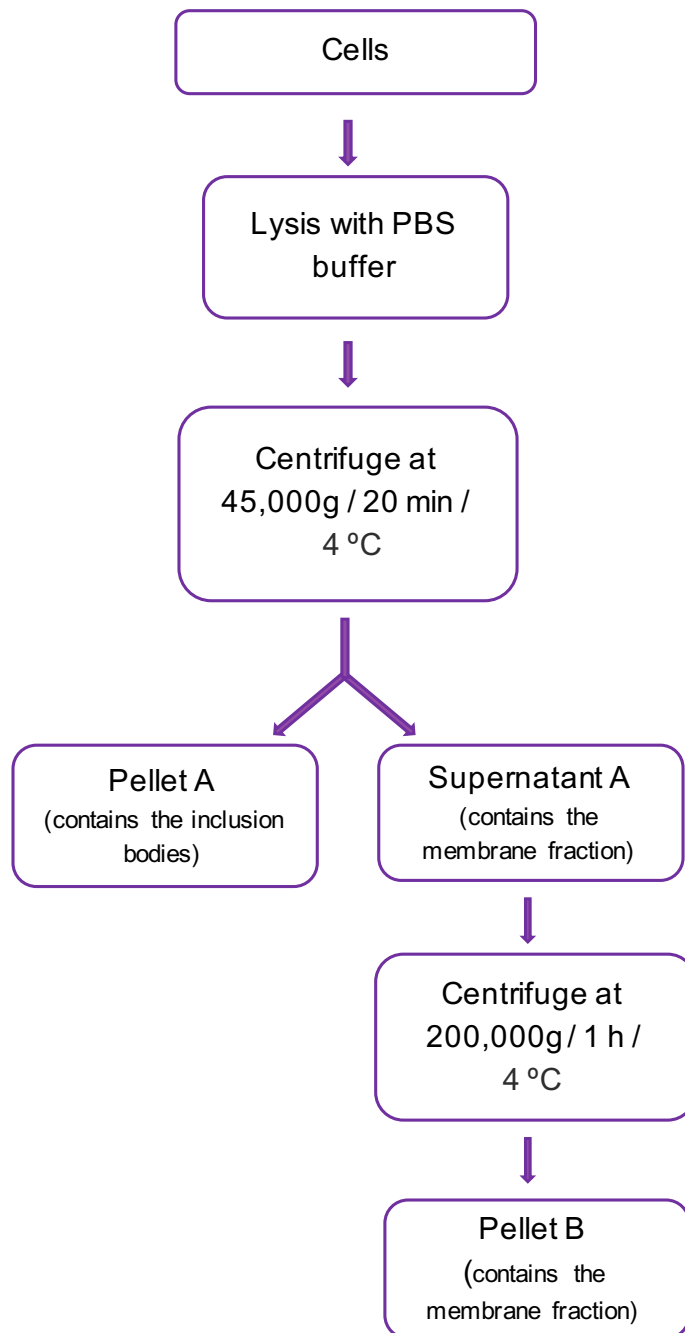 Cells
Lysis with PBS
buffer
Centrifuge at
45,000g / 20 min /
4 ºC
Pellet A
(contains the inclusion
bodies)
Supernatant A
(contains the
membrane fraction)
Centrifuge at
200,000g / 1 h /
4 ºC
Pellet B
(contains the
membrane fraction)